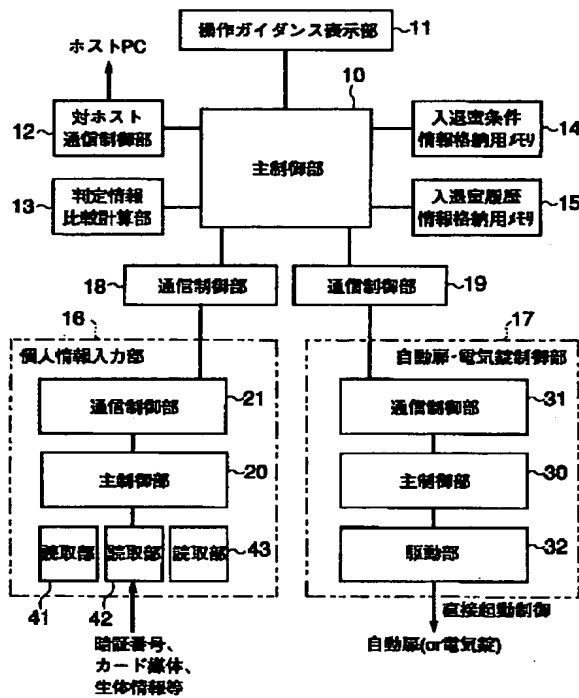 操作ガイダンス表示部
11
ホストPC
10
12
対ホスト
通信制御部
主制御部
入退室条件
情報格納用メモリ
14
13
判定情報
比較計算部
入退室履歴
情報格納用メモリ
15
18
通信制御部
通信制御部
19
16
17
個人情報入力部
自動扉・電気錠制御部
通信制御部
21
通信制御部
31
主制御部
20
主制御部
30
読取部
読取部
読取部
43
駆動部
32
41
42
直接起動制御
暗証番号、
カード媒体、
生体情報等
自動扉(or電気錠)